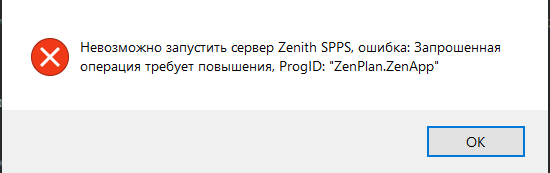 Невозможно запустить сервер Zenith SPPS, ошибка: Запрошенная
операция требует повышения, ProgID: "ZenPlan.ZenApp"
OK